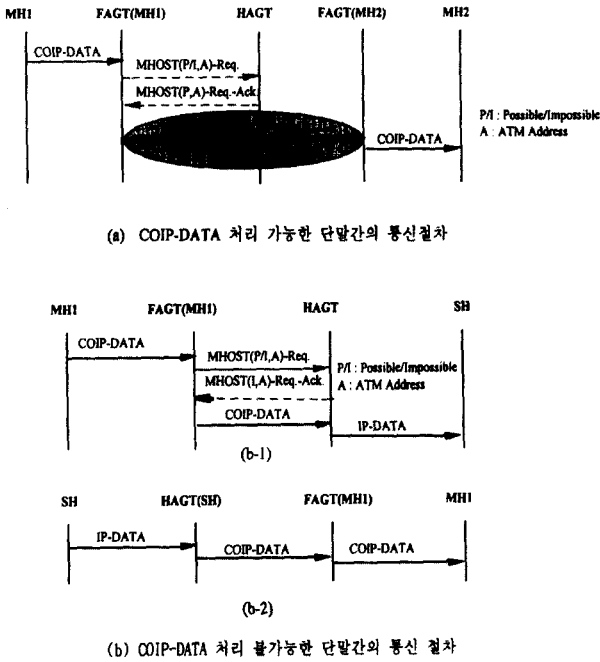 MH1 FAGT(MH1) HAGT FAGT(MH2) MH2
COIP-DATA
MHOST(P/I,A)-Req.
MHOST(P,A)-Req.-Ack.
COIP-DATA
P/I : Possible/Impossible
A : ATM Address
(a) COIP-DATA 처리 가능한 단말간의 통신절차
MH1 FAGT(MH1) HAGT SH
COIP-DATA
MHOST(P/I,A)-Req.
P/I : Possible/Impossible
MHOST(I,A)-Req.-Ack.
A : ATM Address
COIP-DATA
IP-DATA
(b-1)
SH HAGT(SH) FAGT(MH1) MH1
IP-DATA
COIP-DATA
COIP-DATA
(b-2)
(b) COIP-DATA 처리 불가능한 단말간의 통신 절차